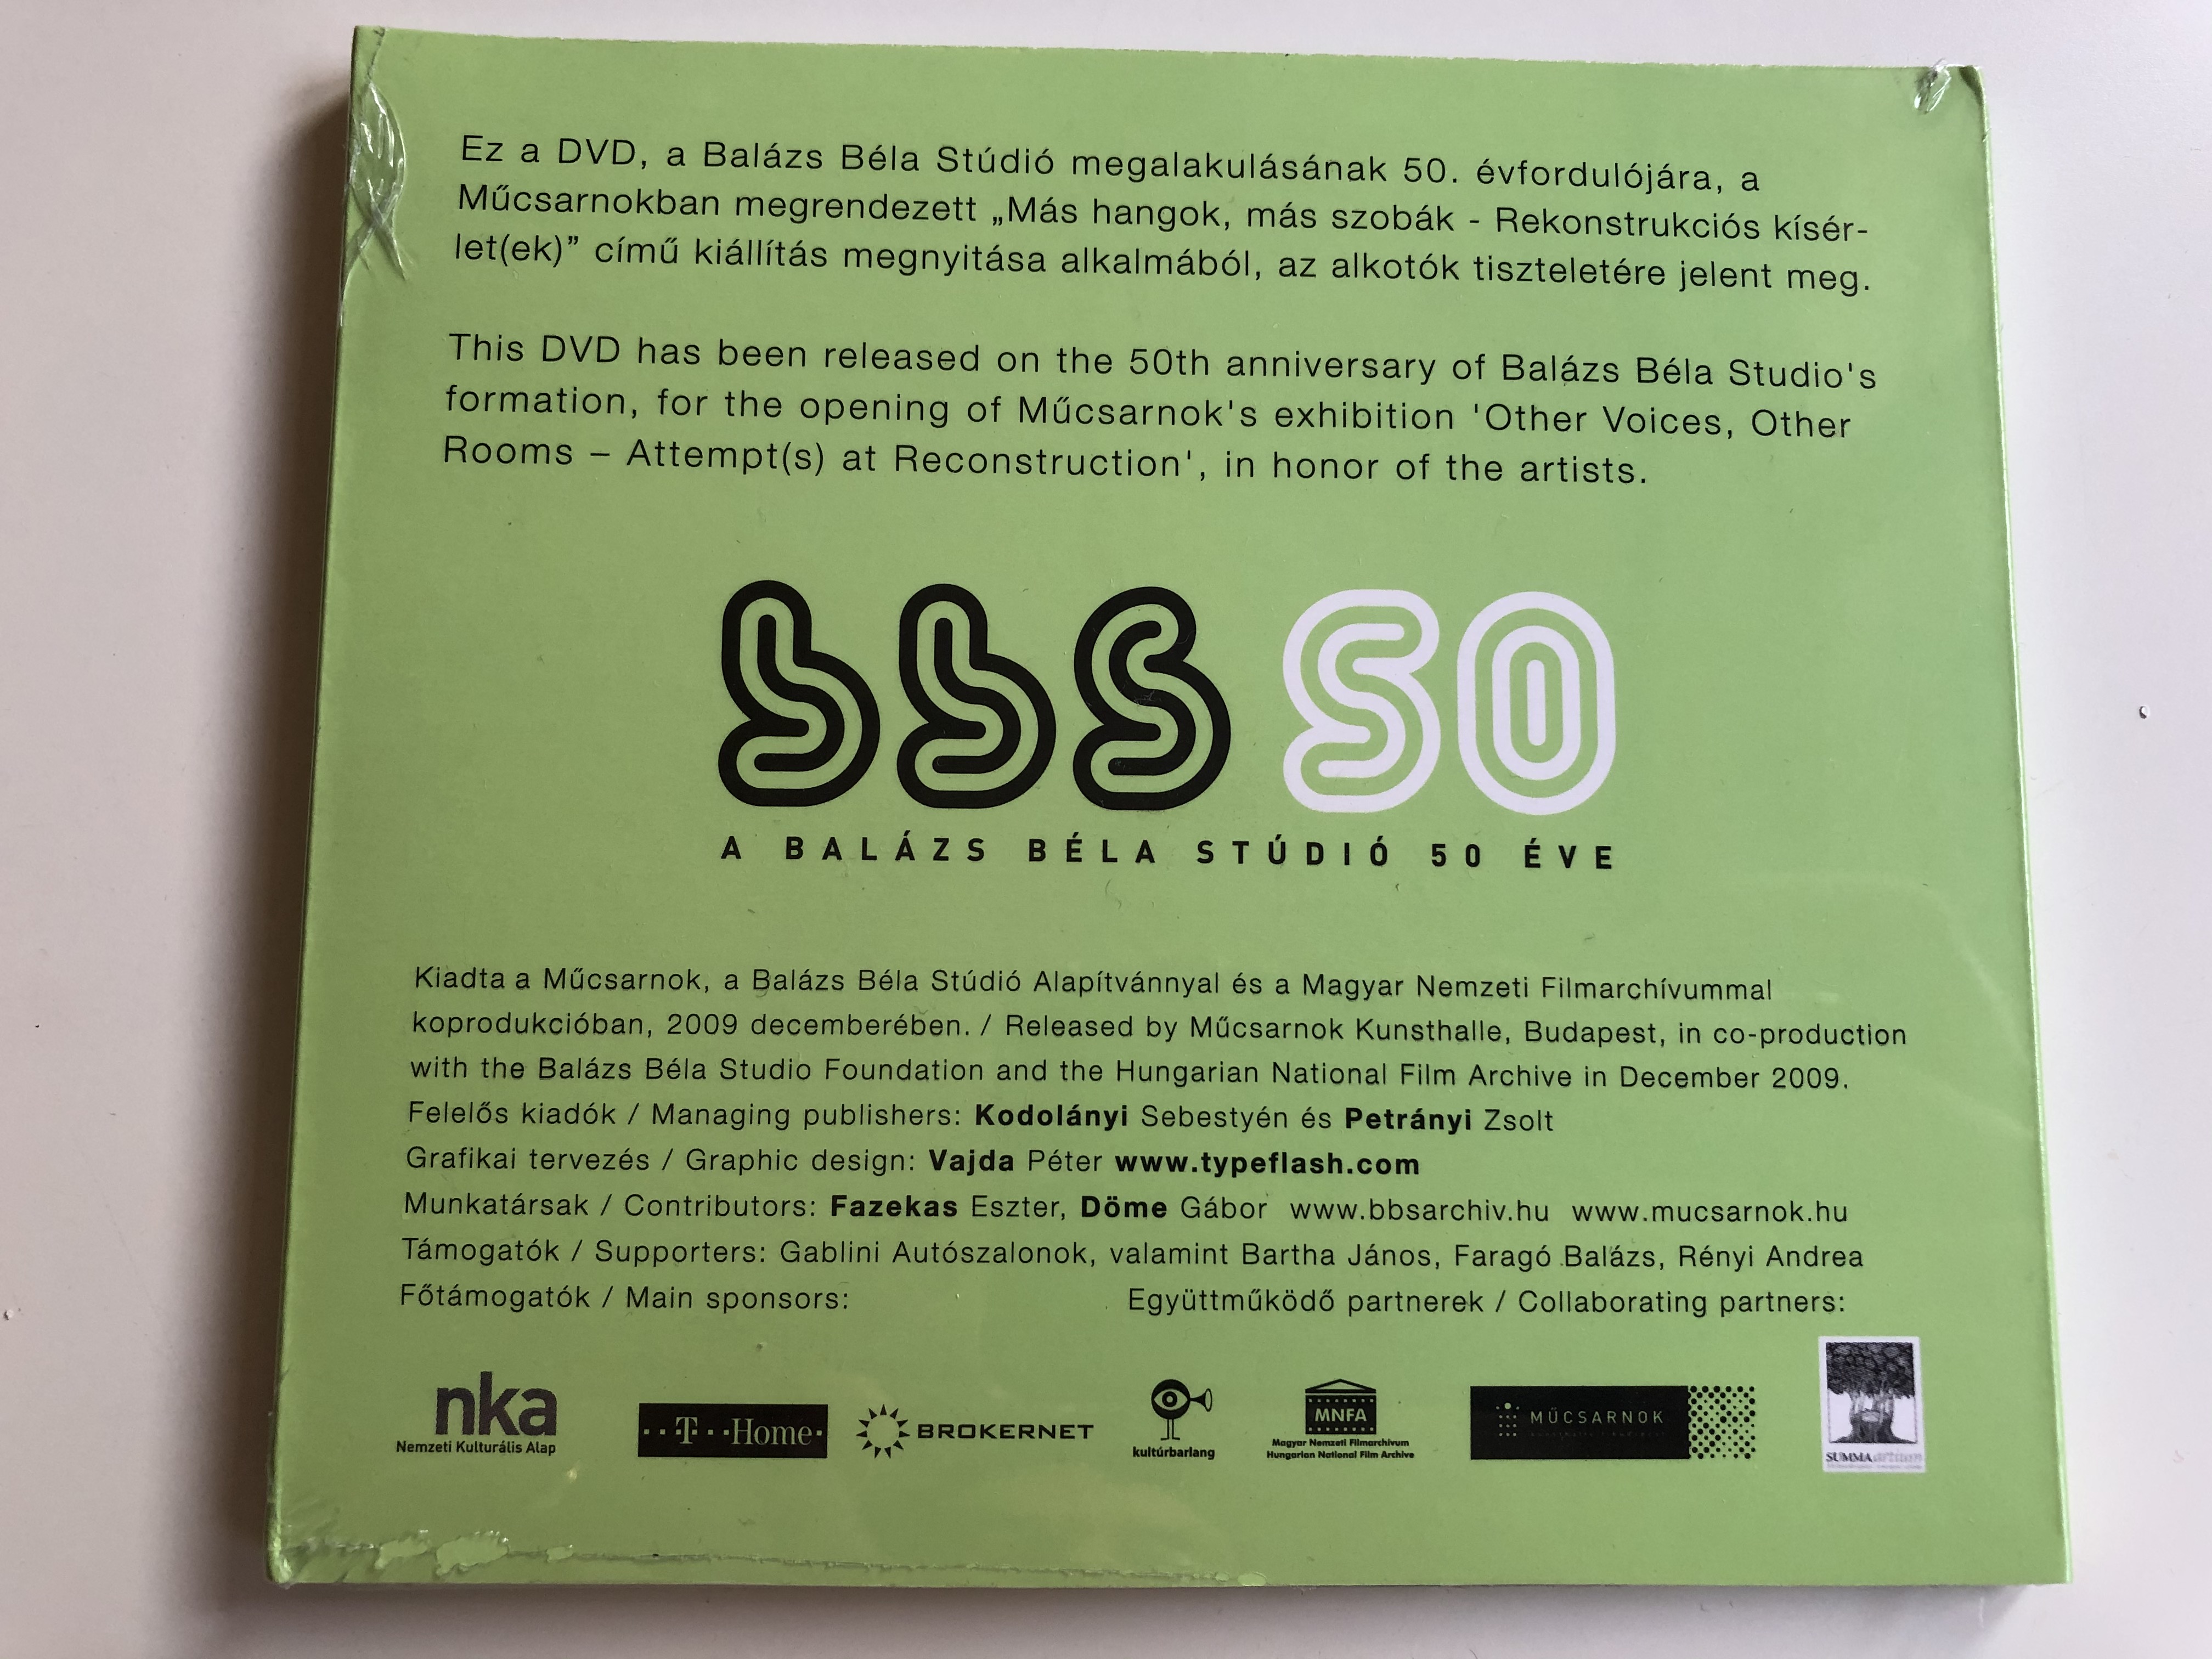 Ez a DVD, a Balázs Béla Stúdió megalakulásának 50. évfordulójára, a
Műcsarnokban megrendezett „Más hangok, más szobák - Rekonstrukciós kísér-
let(ek)” című kiállítás megnyitása alkalmából, az alkotók tiszteletére jelent meg.
This DVD has been released on the 50th anniversary of Balázs Béla Studio's
formation, for the opening of Műcsarnok's exhibition 'Other Voices, Other
Rooms – Attempt(s) at Reconstruction', in honor of the artists.
bbs 50
A BALÁZS BÉLA STÚDIÓ 50 ÉVE
Kiadta a Műcsarnok, a Balázs Béla Stúdió Alapítvánnyal és a Magyar Nemzeti Filmarchívummal
koprodukcióban, 2009 decemberében. / Released by Műcsarnok Kunsthalle, Budapest, in co-production
with the Balázs Béla Studio Foundation and the Hungarian National Film Archive in December 2009.
Felelős kiadók / Managing publishers: Kodolányi Sebestyén és Petrányi Zsolt
Grafikai tervezés / Graphic design: Vajda Péter www.typeflash.com
Munkatársak / Contributors: Fazekas Eszter, Döme Gábor www.bbsarchiv.hu www.mucsarnok.hu
Támogatók / Supporters: Gablini Autószalonok, valamint Bartha János, Faragó Balázs, Rényi Andrea
Főtámogatók / Main sponsors: Együttműködő partnerek / Collaborating partners:
nka
Nemzeti Kulturális Alap
··T··Home·
BROKERNET
kultúrbarlang
MNFA
Magyar Nemzeti Filmarchívum
Hungarian National Film Archive
MŰCSARNOK
SUMMAartium